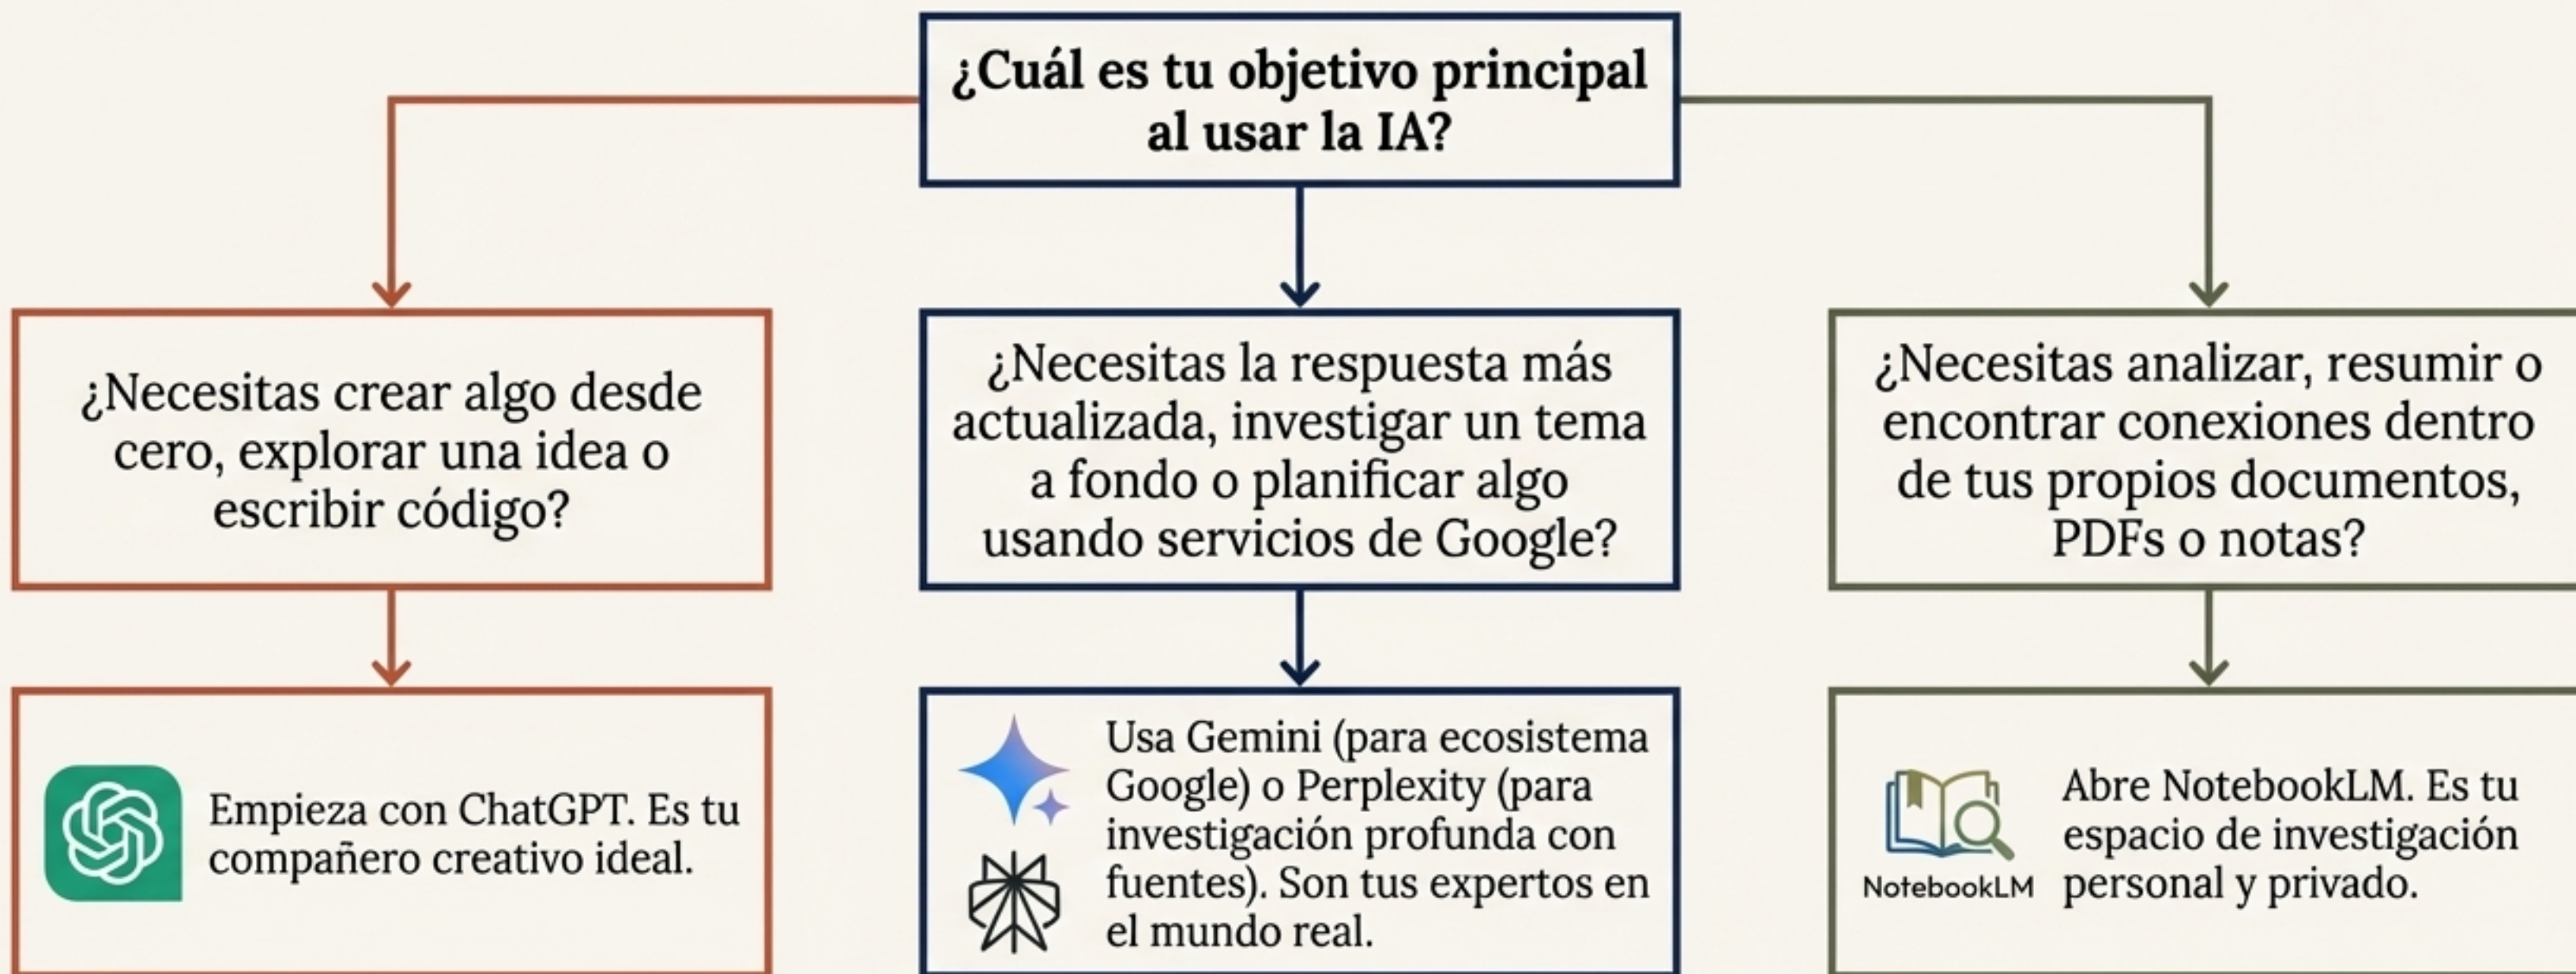 ¿Cuál es tu objetivo principal
al usar la IA?
¿Necesitas crear algo desde
cero, explorar una idea o
escribir código?
¿Necesitas la respuesta más
actualizada, investigar un tema
a fondo o planificar algo
usando servicios de Google?
¿Necesitas analizar, resumir o
encontrar conexiones dentro
de tus propios documentos,
PDFs o notas?
Empieza con ChatGPT. Es tu
compañero creativo ideal.
Usa Gemini (para ecosistema
Google) o Perplexity (para
investigación profunda con
fuentes). Son tus expertos en
el mundo real.
NotebookLM
Abre NotebookLM. Es tu
espacio de investigación
personal y privado.